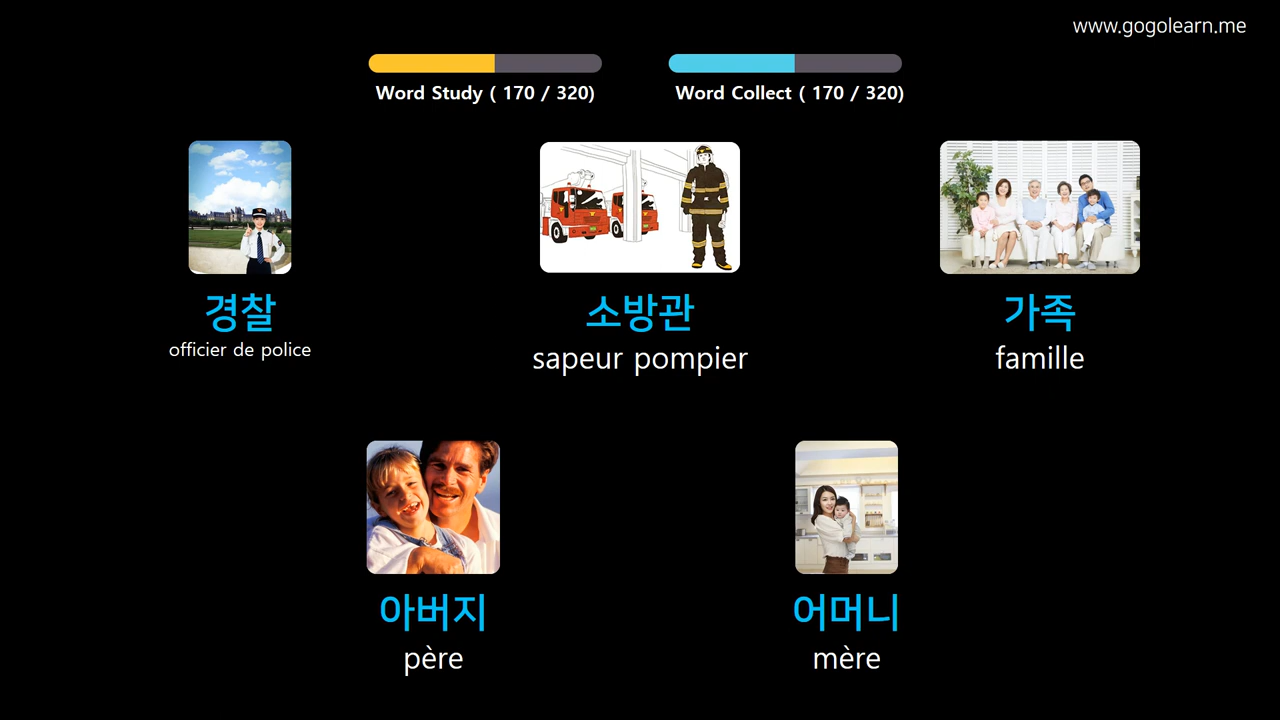 www.gogolearn.me
Word Study ( 170 / 320)
Word Collect ( 170 / 320)
경찰
officier de police
소방관
sapeur pompier
가족
famille
아버지
père
어머니
mère